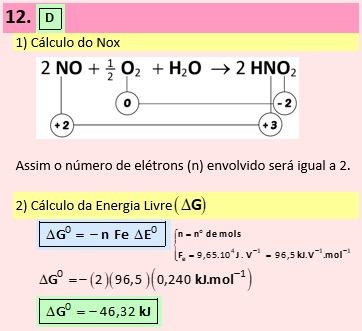 12. D
1) Cálculo do Nox
2 NO + ½ O₂ + H₂O → 2 HNO₂
0 - 2
+2 +3
Assim o número de elétrons (n) envolvido será igual a 2.
2) Cálculo da Energia Livre(ΔG)
ΔG⁰ = − n Fe ΔE⁰ {n = nº de mols
Fₑ = 9,65.10⁴ J . V⁻¹ = 96,5 kJ.V⁻¹.mol⁻¹
ΔG⁰ =−(2)(96,5)(0,240 kJ.mol⁻¹)
ΔG⁰ = − 46,32 kJ